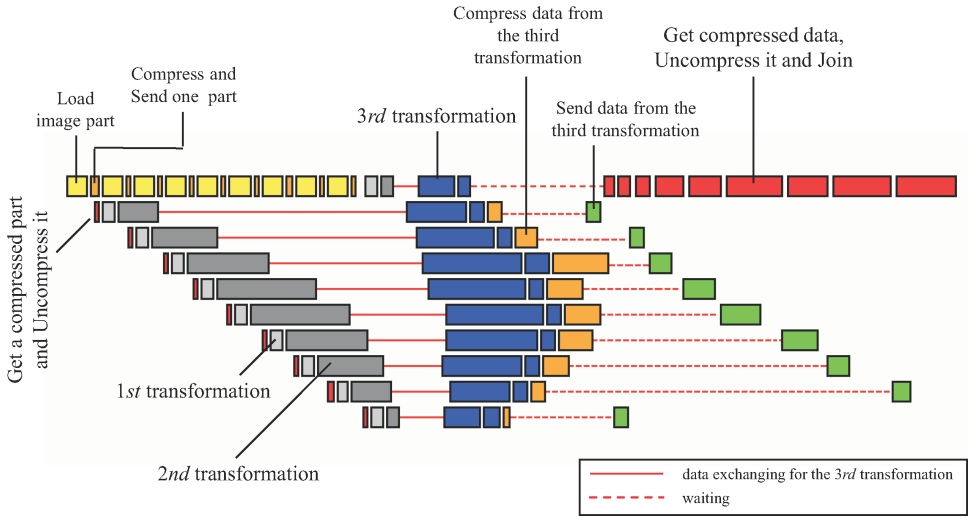 Compress data from
the third
transformation
Get compressed data,
Uncompress it and Join
Compress and
Send one part
Load
image part
3rd transformation
Send data from the
third transformation
Get a compressed part
and Uncompress it
1st transformation
2nd transformation
data exchanging for the 3rd transformation
waiting